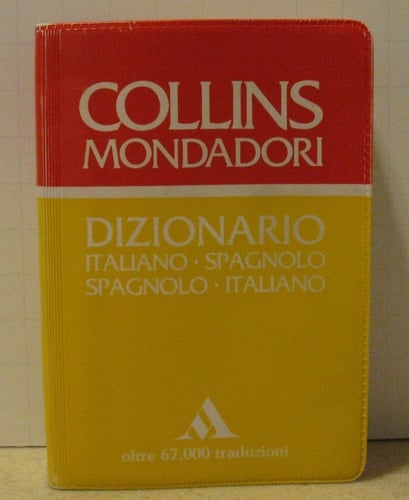 COLLINS
MONDADORI
DIZIONARIO
ITALIANO · SPAGNOLO
SPAGNOLO · ITALIANO
oltre 67.000 traduzioni